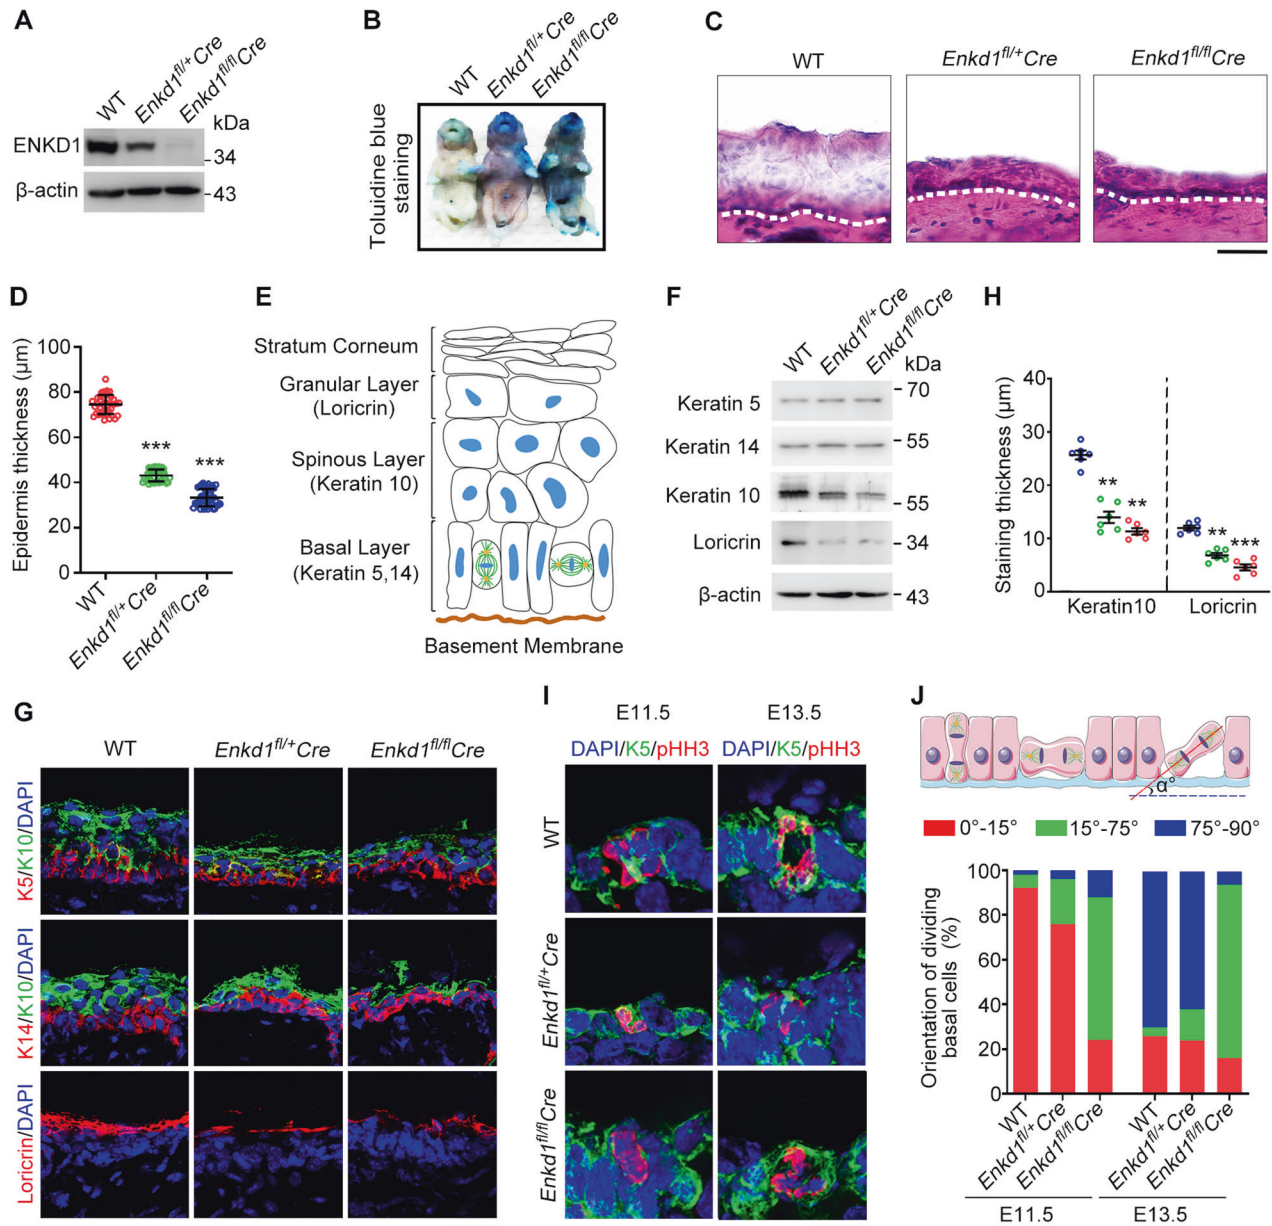 A
WT
Enkd1fl/+Cre
Enkd1fl/flCre
kDa
ENKD1
34
β-actin
43
B
WT
Enkd1fl/+Cre
Enkd1fl/flCre
Toluidine blue
staining
C
WT
Enkd1fl/+Cre
Enkd1fl/flCre
D
Epidermis thickness (μm)
100
80
60
40
20
0
***
***
WT
Enkd1fl/+Cre
Enkd1fl/flCre
E
Stratum Corneum
Granular Layer
(Loricrin)
Spinous Layer
(Keratin 10)
Basal Layer
(Keratin 5,14)
Basement Membrane
F
WT
Enkd1fl/+Cre
Enkd1fl/flCre
kDa
Keratin 5
70
Keratin 14
55
Keratin 10
55
Loricrin
34
β-actin
43
H
Staining thickness (μm)
40
30
20
10
0
**
**
**
***
Keratin10
Loricrin
G
WT
Enkd1fl/+Cre
Enkd1fl/flCre
K5/K10/DAPI
K14/K10/DAPI
Loricrin/DAPI
I
E11.5
E13.5
DAPI/K5/pHH3
DAPI/K5/pHH3
WT
Enkd1fl/+Cre
Enkd1fl/flCre
J
α°
0°-15°
15°-75°
75°-90°
Orientation of dividing
basal cells (%)
100
80
60
40
20
0
WT
Enkd1fl/+Cre
Enkd1fl/flCre
WT
Enkd1fl/+Cre
Enkd1fl/flCre
E11.5
E13.5